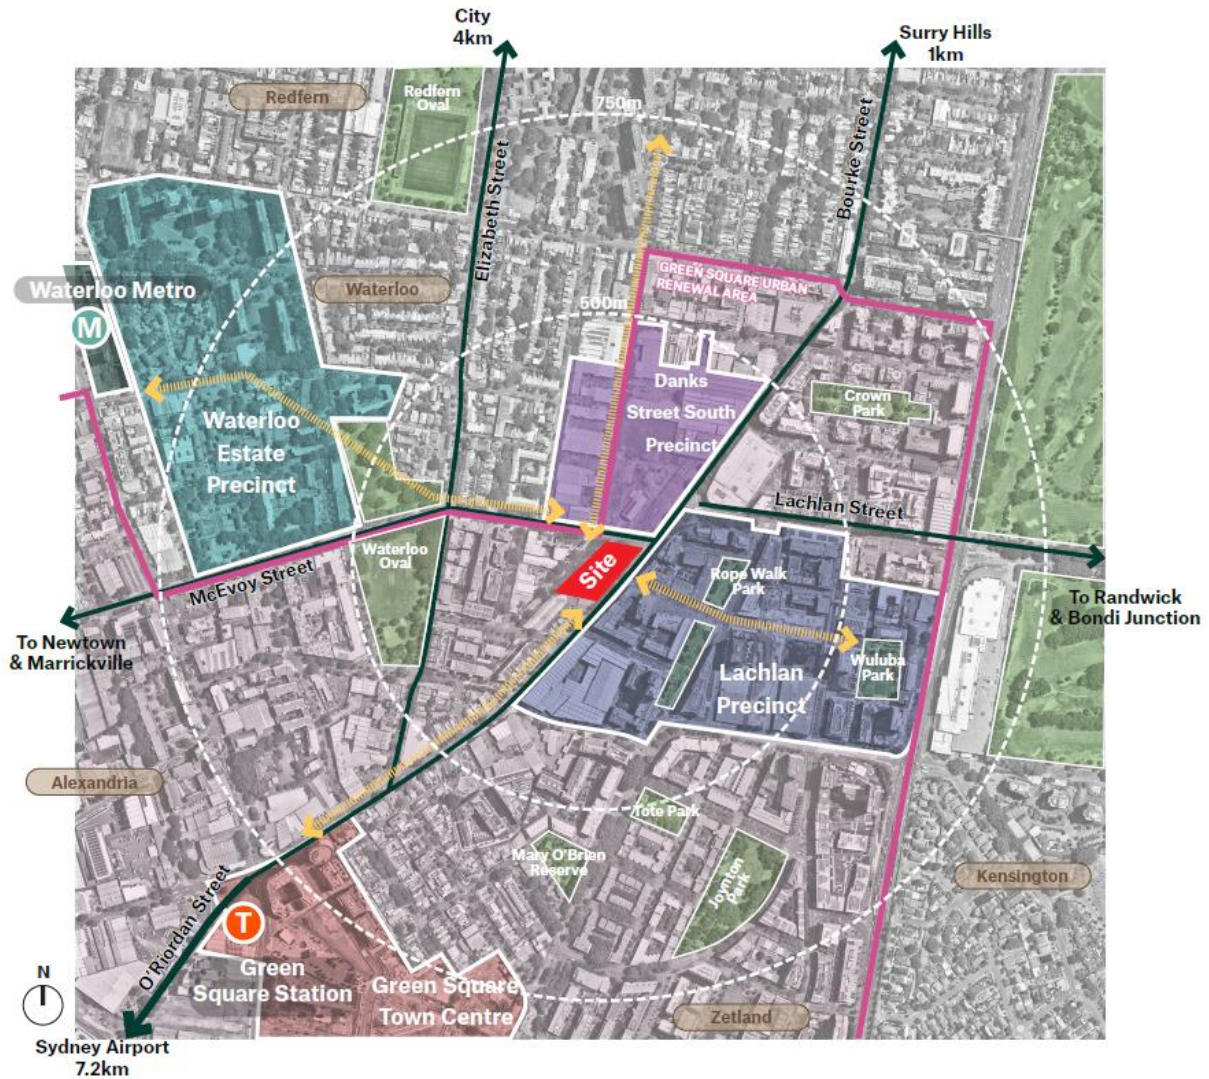 City
4km
Surry Hills
1km
Redfern
Redfern
Oval
750m
Bourke Street
Elizabeth Street
GREEN SQUARE URBAN
RENEWAL AREA
Waterloo Metro
M
Waterloo
500m
Danks
Street South
Precinct
Crown
Park
Waterloo
Estate
Precinct
Lachlan Street
Waterloo
Oval
McEvoy Street
Site
Rope Walk
Park
To Newtown
& Marrickville
To Randwick
& Bondi Junction
Wuluba
Park
Lachlan
Precinct
Alexandria
Tote Park
Mary O'Brien
Reserve
Joynton
Park
Kensington
O'Riordan Street
T
Green
Square Station
Green Square
Town Centre
N
Zetland
Sydney Airport
7.2km